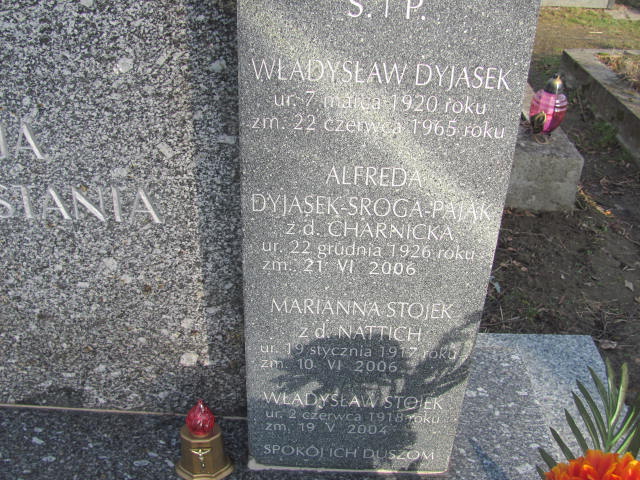 Ś. I P.
WŁADYSŁAW DYJASEK
ur. 7 marca 1920 roku
zm. 22 czerwca 1965 roku
ALFREDA
DYJASEK-SROGA-PAJĄK
z d. CHARNICKA
ur. 22 grudnia 1926 roku
zm. 21 VI 2006
MARIANNA STOJEK
z d. NATTICH
ur. 19 stycznia 1917 roku
zm. 10 VI 2006
WŁADYSŁAW STOJEK
ur. 2 czerwca 1918 roku
zm. 19 V 2004
SPOKÓJ ICH DUSZOM